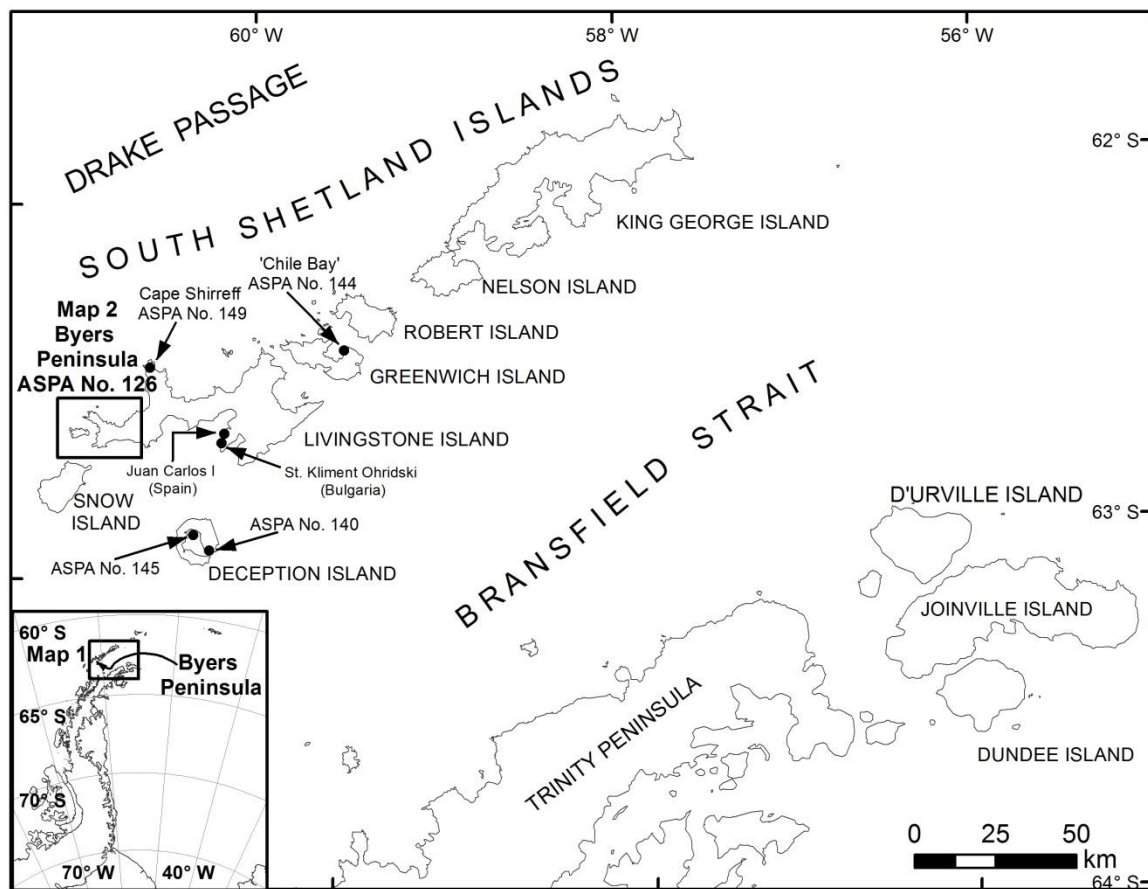 60° W
58° W
56° W
DRAKE PASSAGE
SOUTH SHETLAND ISLANDS
62° S
KING GEORGE ISLAND
'Chile Bay'
ASPA No. 144
NELSON ISLAND
Cape Shirreff
ASPA No. 149
Map 2
Byers
Peninsula
ASPA No. 126
ROBERT ISLAND
GREENWICH ISLAND
LIVINGSTONE ISLAND
Juan Carlos I
(Spain)
St. Kliment Ohridski
(Bulgaria)
SNOW
ISLAND
ASPA No. 140
ASPA No. 145
DECEPTION ISLAND
BRANSFIELD STRAIT
63° S
D'URVILLE ISLAND
JOINVILLE ISLAND
DUNDEE ISLAND
TRINITY PENINSULA
60° S
Map 1
Byers
Peninsula
65° S
70° S
70° W
40° W
0
25
50
km
64° S